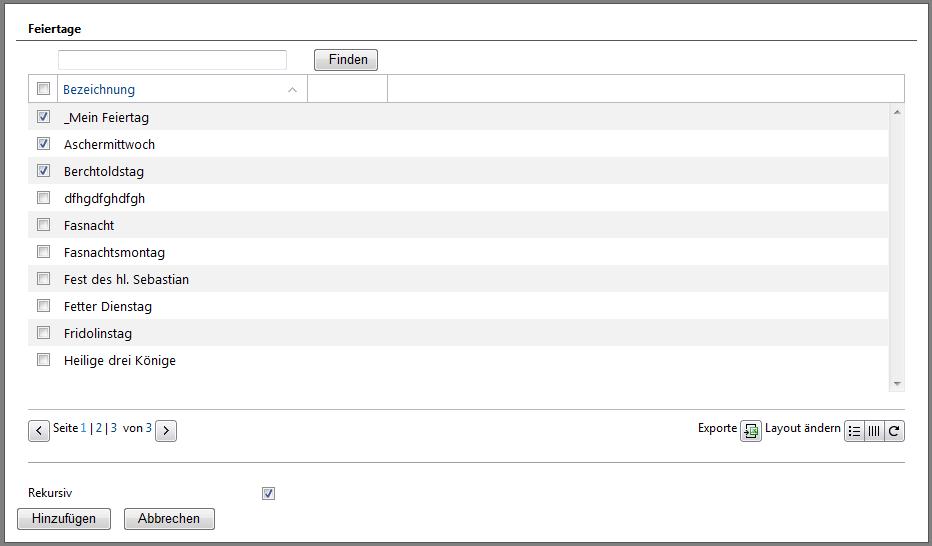 Feiertage
Finden
Bezeichnung
_Mein Feiertag
Aschermittwoch
Berchtoldstag
dfhgdfghdfgh
Fasnacht
Fasnachtsmontag
Fest des hl. Sebastian
Fetter Dienstag
Fridolinstag
Heilige drei Könige
Seite 1 | 2 | 3 von 3 Exporte Layout ändern
Rekursiv
Hinzufügen Abbrechen